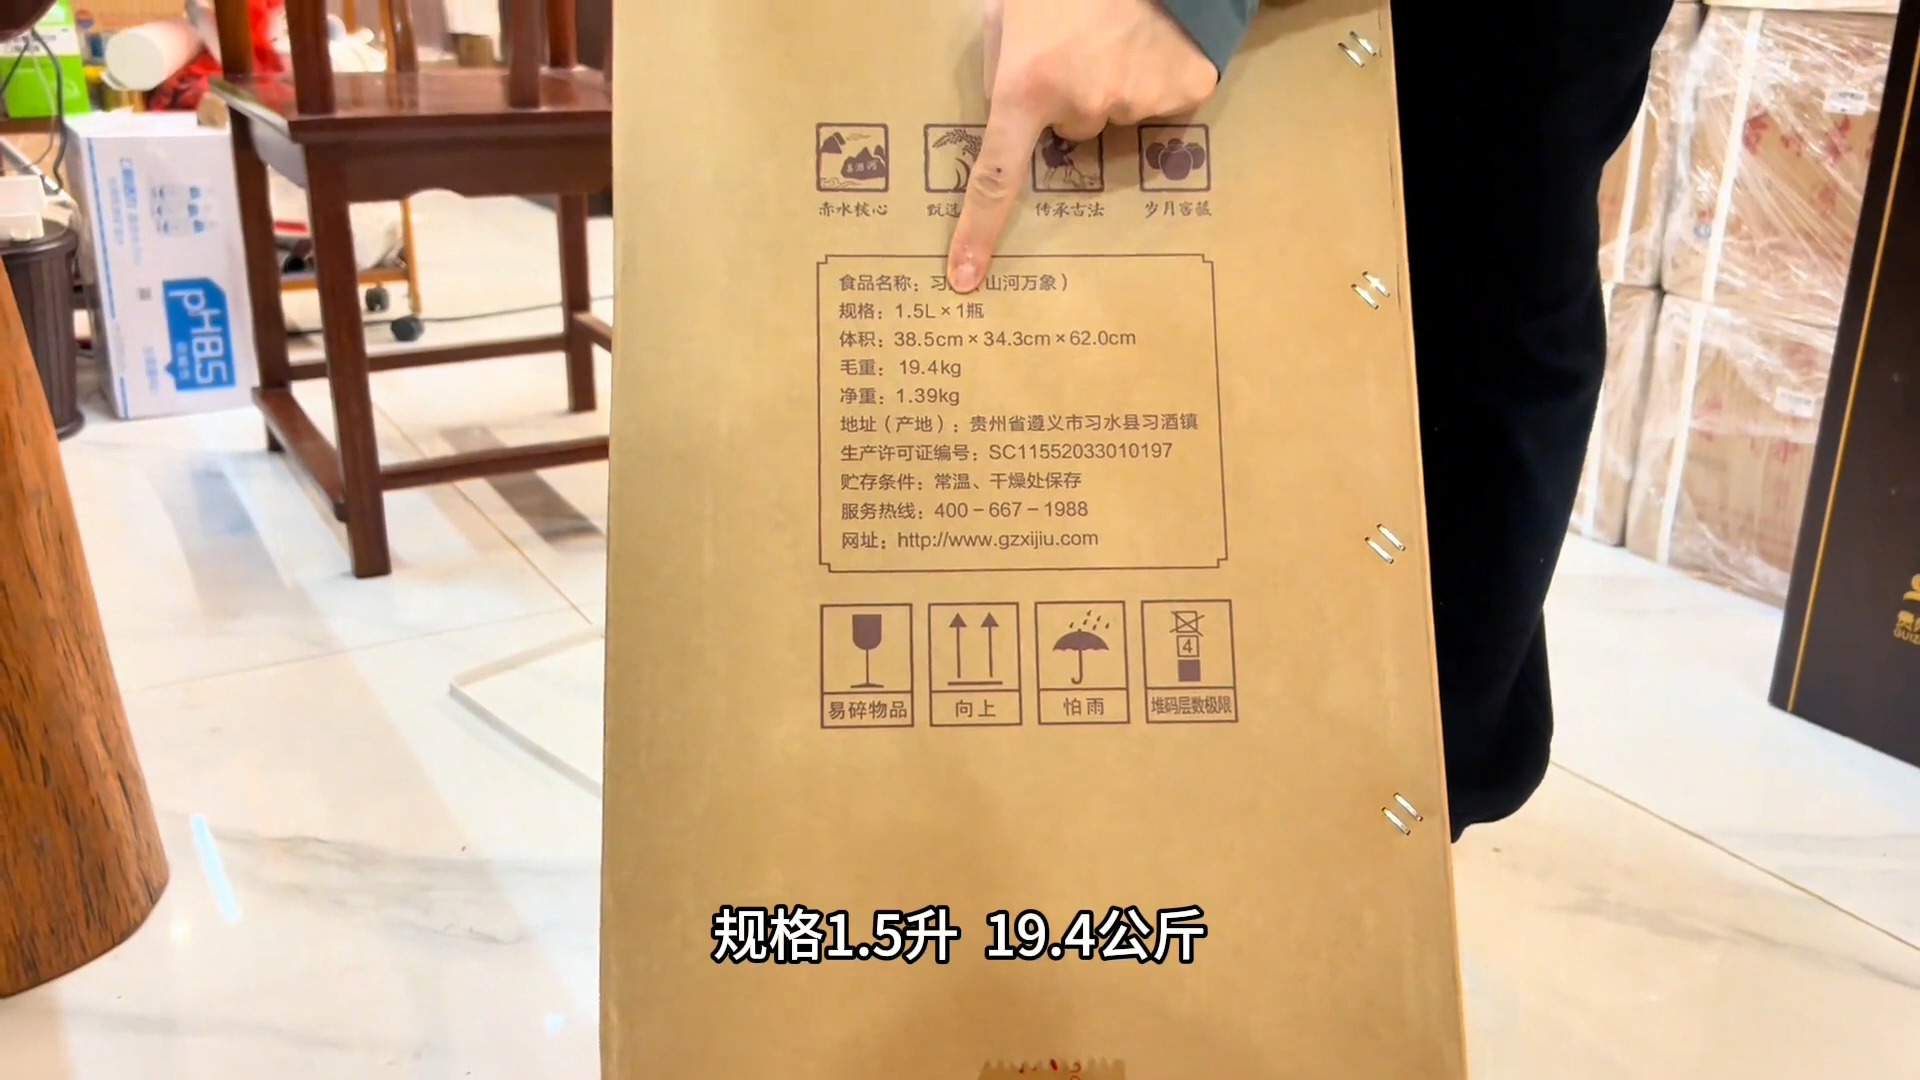 赤水核心
甄选
传承古法
岁月窖藏
食品名称：习 山河万象）
规格：1.5L×1瓶
体积：38.5cm×34.3cm×62.0cm
毛重：19.4kg
净重：1.39kg
地址（产地）：贵州省遵义市习水县习酒镇
生产许可证编号：SC11552033010197
贮存条件：常温、干燥处保存
服务热线：400－667－1988
网址：http://www.gzxijiu.com
4
易碎物品
向上
怕雨
堆码层数极限
规格1.5升 19.4公斤